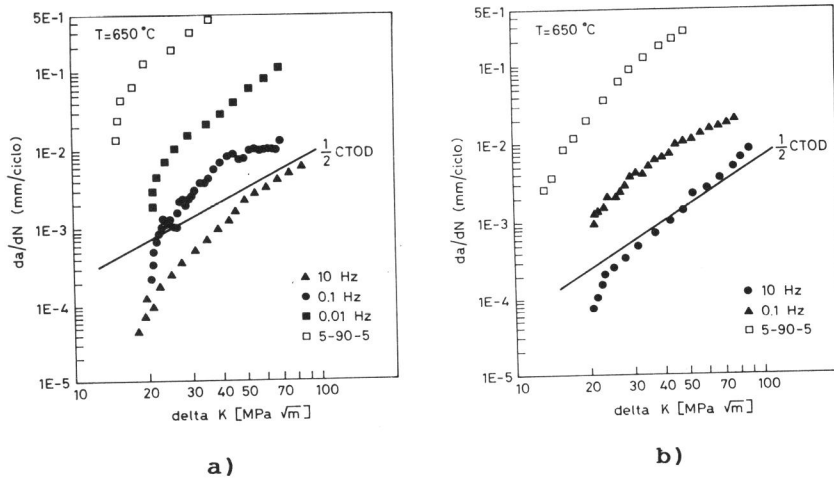 5E-1
T=650 °C
1E-1
1E-2
1E-3
1E-4
1E-5
da/dN (mm/ciclo)
1/2 CTOD
▲ 10 Hz
● 0.1 Hz
■ 0.01 Hz
□ 5-90-5
10 20 30 40 50 60 70 80 100
delta K [MPa √m]
a)
5E-1
T=650 °C
1E-1
1E-2
1E-3
1E-4
1E-5
da/dN (mm/ciclo)
1/2 CTOD
● 10 Hz
▲ 0.1 Hz
□ 5-90-5
10 20 30 40 50 60 70 100
delta K [MPa √m]
b)